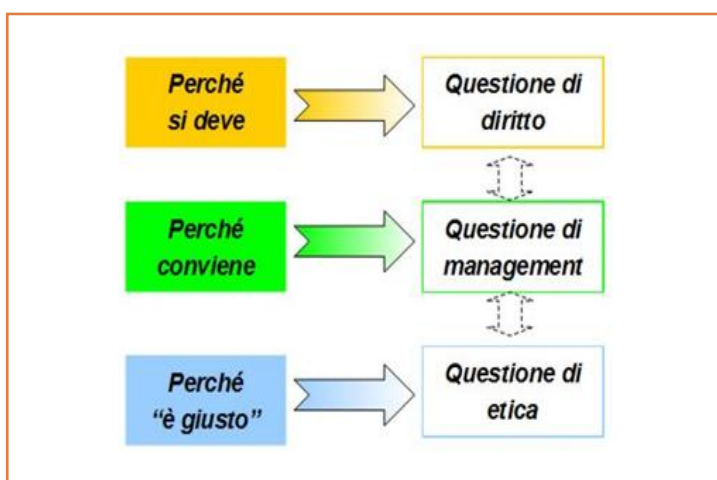 Perché
si deve
Questione di
diritto
Perché
conviene
Questione di
management
Perché
“è giusto”
Questione di
etica